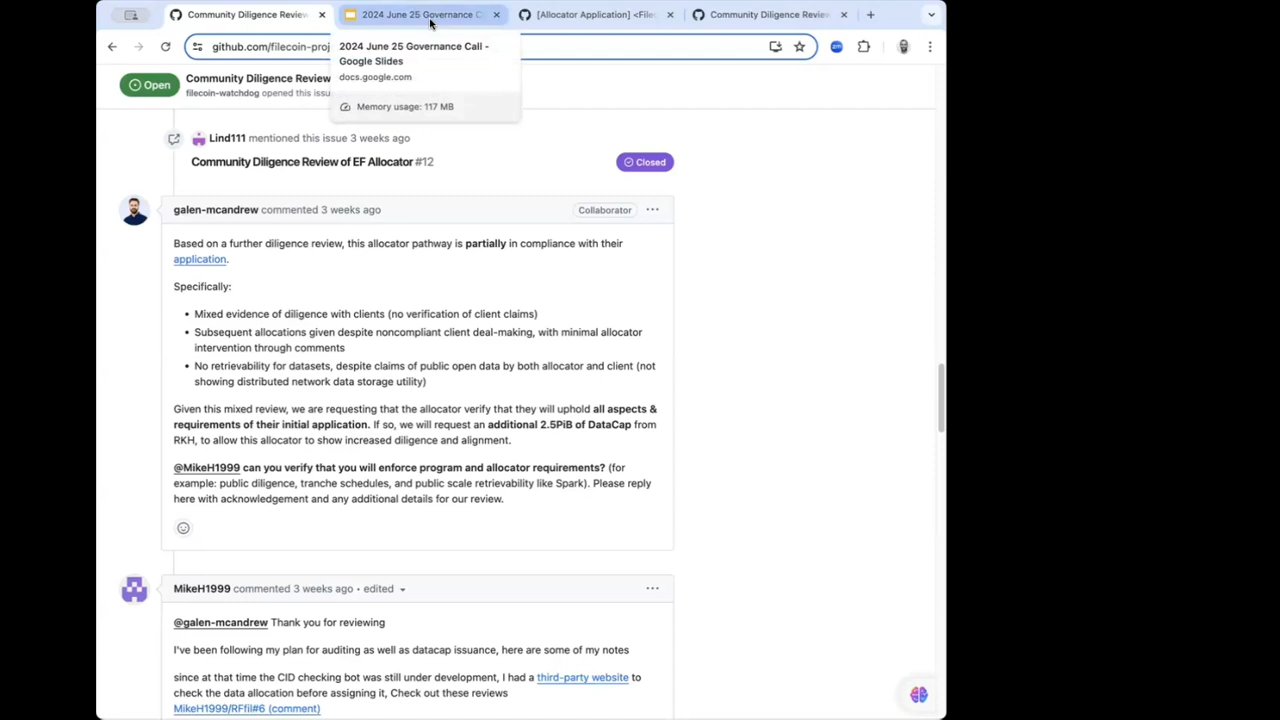 Community Diligence Review
2024 June 25 Governance C
[Allocator Application] <File
Community Diligence Review
github.com/filecoin-proj
2024 June 25 Governance Call -
Google Slides
docs.google.com
Memory usage: 117 MB
Open
Community Diligence Review
filecoin-watchdog opened this issu
Lind111 mentioned this issue 3 weeks ago
Community Diligence Review of EF Allocator #12
Closed
galen-mcandrew commented 3 weeks ago
Collaborator
Based on a further diligence review, this allocator pathway is partially in compliance with their
application.
Specifically:
• Mixed evidence of diligence with clients (no verification of client claims)
• Subsequent allocations given despite noncompliant client deal-making, with minimal allocator
intervention through comments
• No retrievability for datasets, despite claims of public open data by both allocator and client (not
showing distributed network data storage utility)
Given this mixed review, we are requesting that the allocator verify that they will uphold all aspects &
requirements of their initial application. If so, we will request an additional 2.5PiB of DataCap from
RKH, to allow this allocator to show increased diligence and alignment.
@MikeH1999 can you verify that you will enforce program and allocator requirements? (for
example: public diligence, tranche schedules, and public scale retrievability like Spark). Please reply
here with acknowledgement and any additional details for our review.
MikeH1999 commented 3 weeks ago • edited
@galen-mcandrew Thank you for reviewing
I've been following my plan for auditing as well as datacap issuance, here are some of my notes
since at that time the CID checking bot was still under development, I had a third-party website to
check the data allocation before assigning it, Check out these reviews
MikeH1999/RFfil#6 (comment)